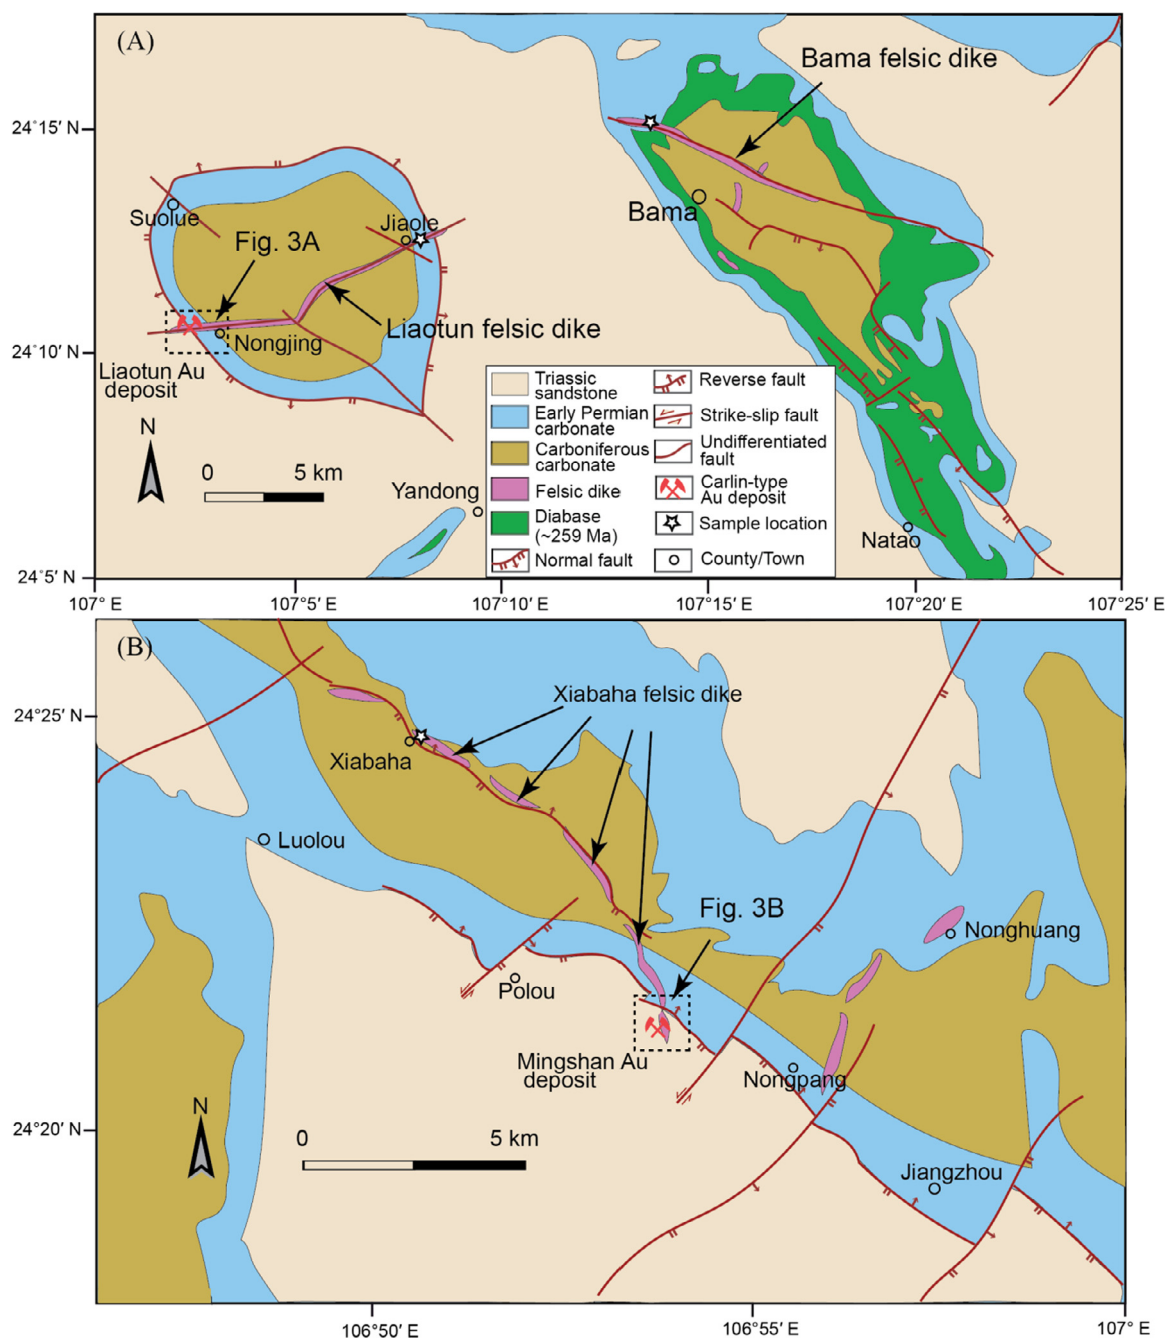 (A)
Bama felsic dike
24°15′ N
Suolue
Jiaole
Bama
Fig. 3A
Liaotun felsic dike
Nongjing
24°10′ N
Liaotun Au
deposit
N
0 5 km
Yandong
Natao
Triassic
sandstone
Early Permian
carbonate
Carboniferous
carbonate
Felsic dike
Diabase
(~259 Ma)
Normal fault
Reverse fault
Strike-slip fault
Undifferentiated
fault
Carlin-type
Au deposit
Sample location
County/Town
24°5′ N
107° E 107°5′ E 107°10′ E 107°15′ E 107°20′ E 107°25′ E
(B)
Xiabaha felsic dike
24°25′ N
Xiabaha
Luolou
Fig. 3B
Nonghuang
Polou
Mingshan Au
deposit
Nongpang
N
24°20′ N
0 5 km
Jiangzhou
106°50′ E 106°55′ E 107° E